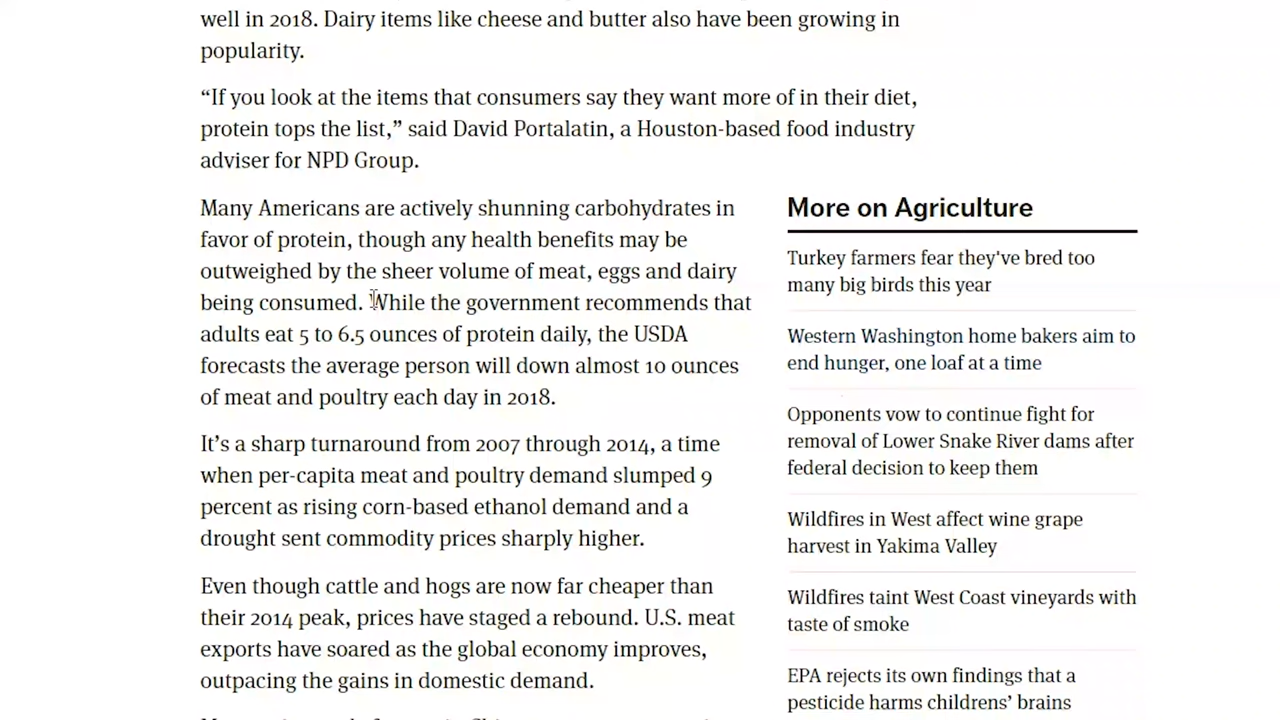 well in 2018. Dairy items like cheese and butter also have been growing in
popularity.
“If you look at the items that consumers say they want more of in their diet,
protein tops the list,” said David Portalatin, a Houston-based food industry
adviser for NPD Group.
Many Americans are actively shunning carbohydrates in
favor of protein, though any health benefits may be
outweighed by the sheer volume of meat, eggs and dairy
being consumed. While the government recommends that
adults eat 5 to 6.5 ounces of protein daily, the USDA
forecasts the average person will down almost 10 ounces
of meat and poultry each day in 2018.
It’s a sharp turnaround from 2007 through 2014, a time
when per-capita meat and poultry demand slumped 9
percent as rising corn-based ethanol demand and a
drought sent commodity prices sharply higher.
Even though cattle and hogs are now far cheaper than
their 2014 peak, prices have staged a rebound. U.S. meat
exports have soared as the global economy improves,
outpacing the gains in domestic demand.
More on Agriculture
Turkey farmers fear they've bred too
many big birds this year
Western Washington home bakers aim to
end hunger, one loaf at a time
Opponents vow to continue fight for
removal of Lower Snake River dams after
federal decision to keep them
Wildfires in West affect wine grape
harvest in Yakima Valley
Wildfires taint West Coast vineyards with
taste of smoke
EPA rejects its own findings that a
pesticide harms childrens’ brains